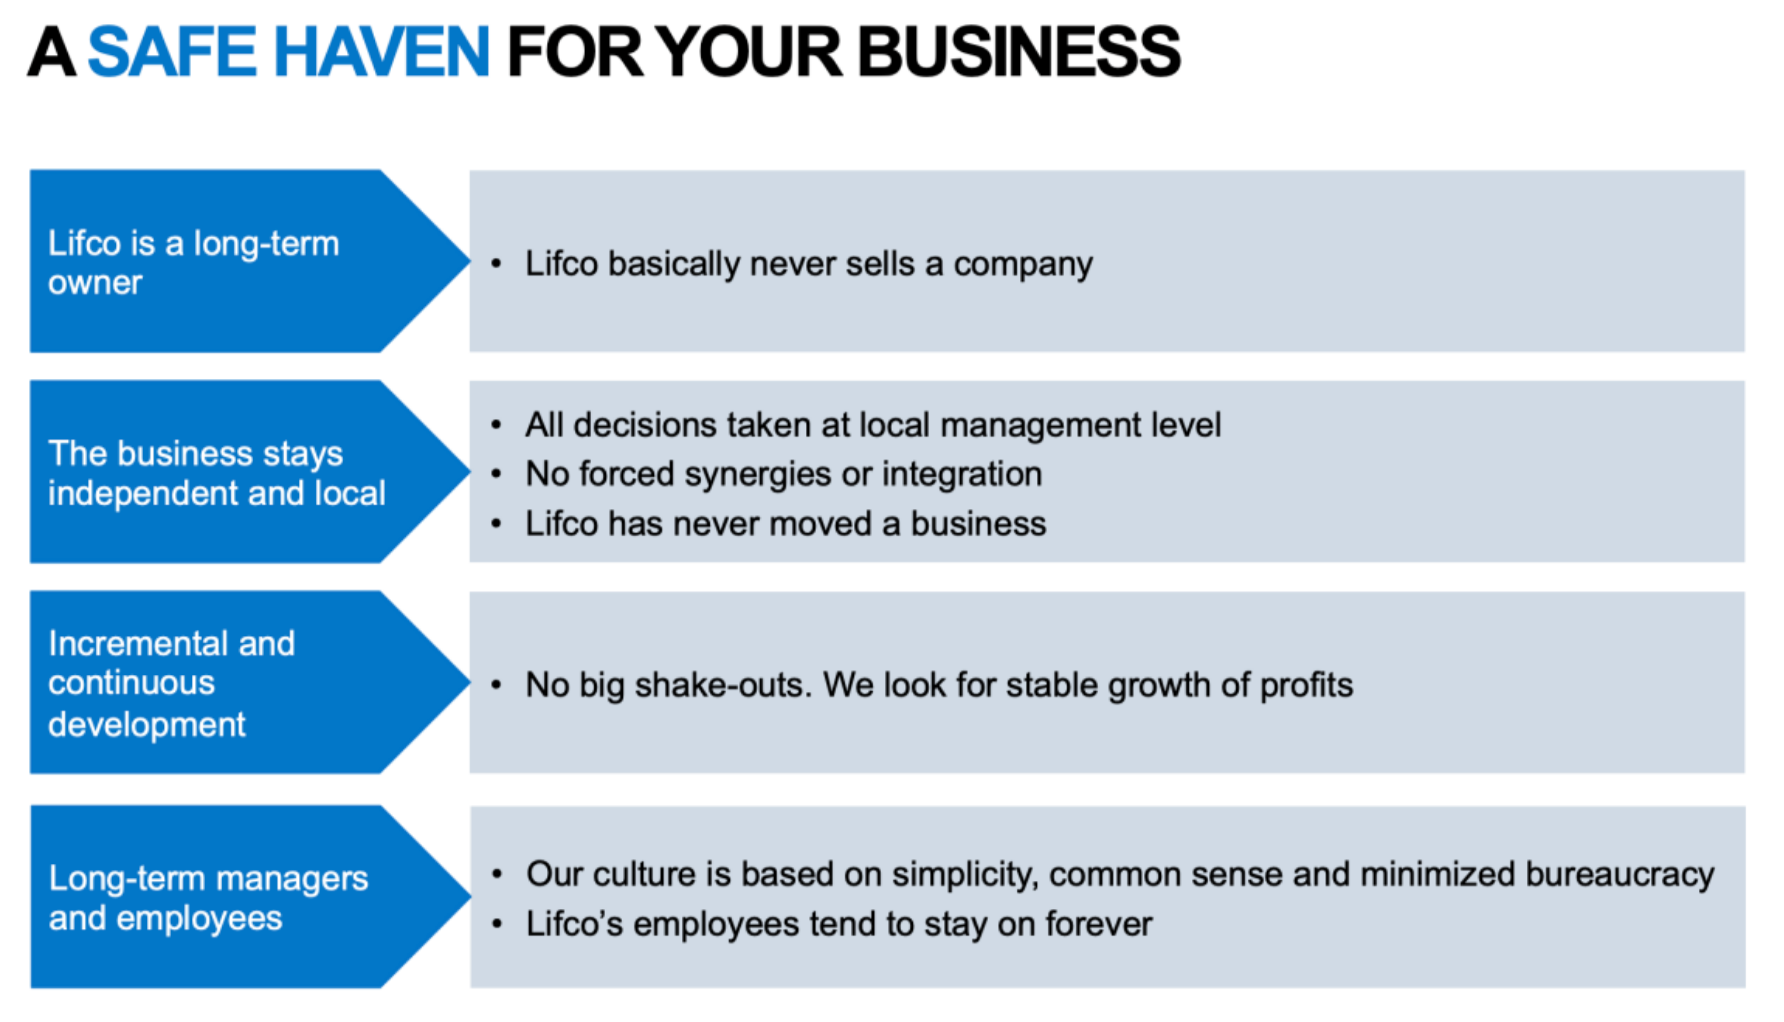 A SAFE HAVEN FOR YOUR BUSINESS
Lifco is a long-term
owner
• Lifco basically never sells a company
The business stays
independent and local
• All decisions taken at local management level
• No forced synergies or integration
• Lifco has never moved a business
Incremental and
continuous
development
• No big shake-outs. We look for stable growth of profits
Long-term managers
and employees
• Our culture is based on simplicity, common sense and minimized bureaucracy
• Lifco’s employees tend to stay on forever